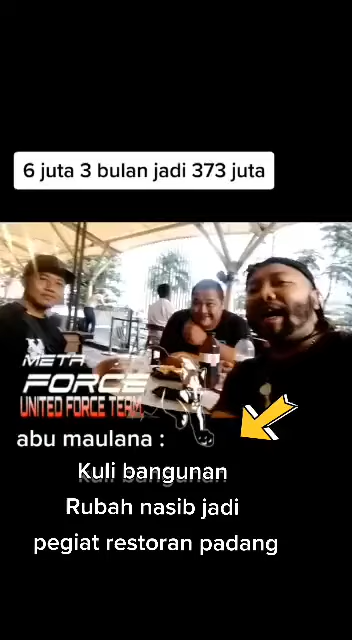 6 juta 3 bulan jadi 373 juta
META
FORCE
UNITED FORCE TEAM
abu maulana :
Kuli bangunan
Rubah nasib jadi
pegiat restoran padang